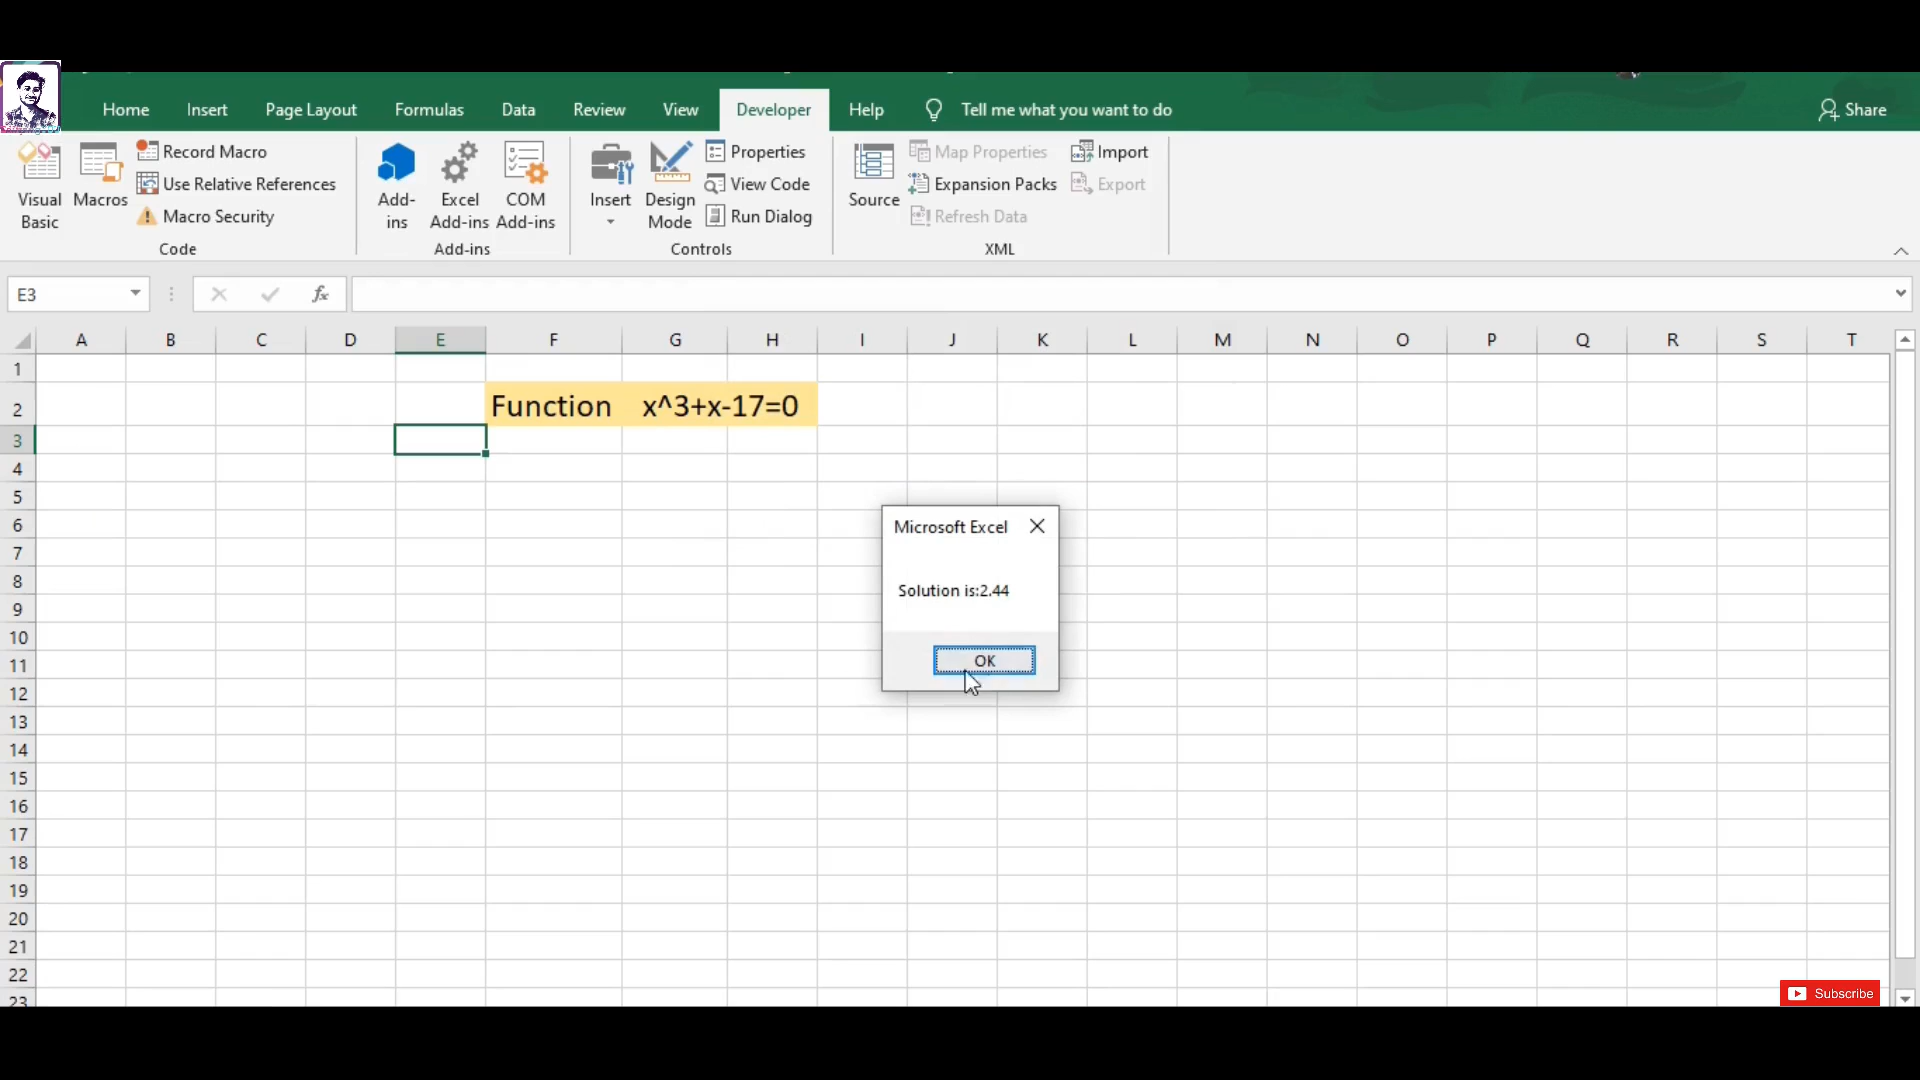 Home Insert Page Layout Formulas Data Review View Developer Help Tell me what you want to do Share
Visual Basic
Macros
Record Macro
Use Relative References
Macro Security
Code
Add-ins
Excel Add-ins
COM Add-ins
Add-ins
Insert
Design Mode
Properties
View Code
Run Dialog
Controls
Source
Map Properties
Expansion Packs
Refresh Data
Import
Export
XML
E3
fx
A B C D E F G H I J K L M N O P Q R S T
1
2
Function x^3+x-17=0
3
4
5
6
7
8
9
10
11
12
13
14
15
16
17
18
19
20
21
22
23
Microsoft Excel
Solution is:2.44
OK
Subscribe